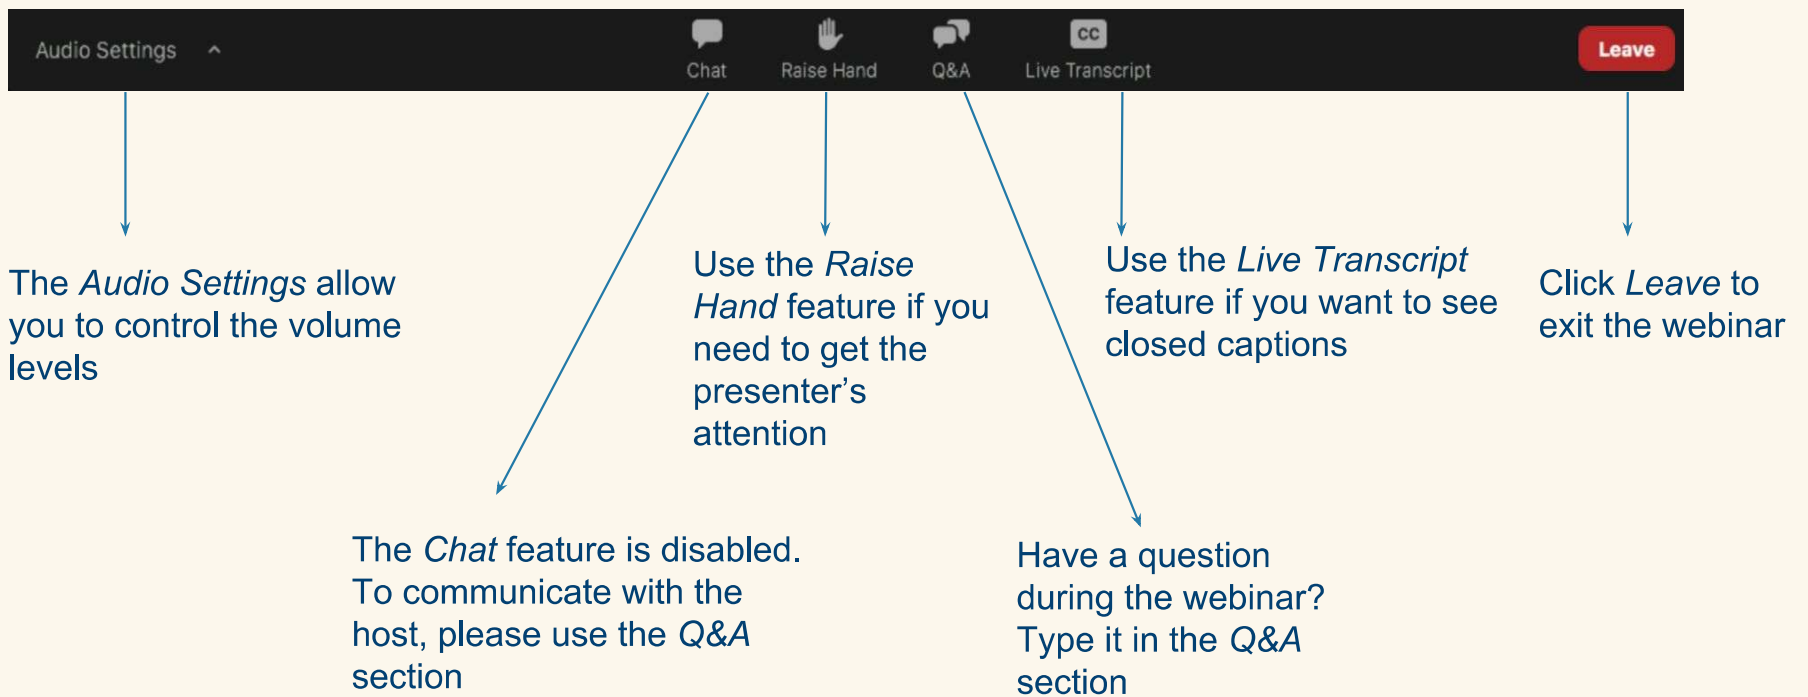 Audio Settings
Chat
Raise Hand
Q&A
CC
Live Transcript
Leave
The Audio Settings allow
you to control the volume
levels
The Chat feature is disabled.
To communicate with the
host, please use the Q&A
section
Use the Raise
Hand feature if you
need to get the
presenter’s
attention
Have a question
during the webinar?
Type it in the Q&A
section
Use the Live Transcript
feature if you want to see
closed captions
Click Leave to
exit the webinar